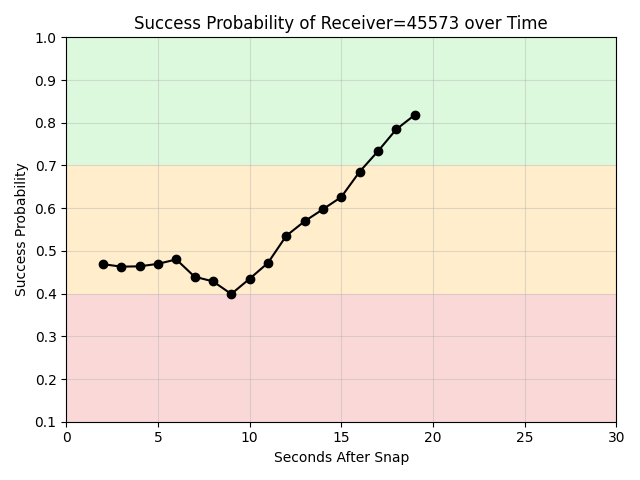 Success Probability of Receiver=45573 over Time
1.0
0.9
0.8
0.7
0.6
0.5
0.4
0.3
0.2
0.1
Success Probability
0 5 10 15 20 25 30
Seconds After Snap